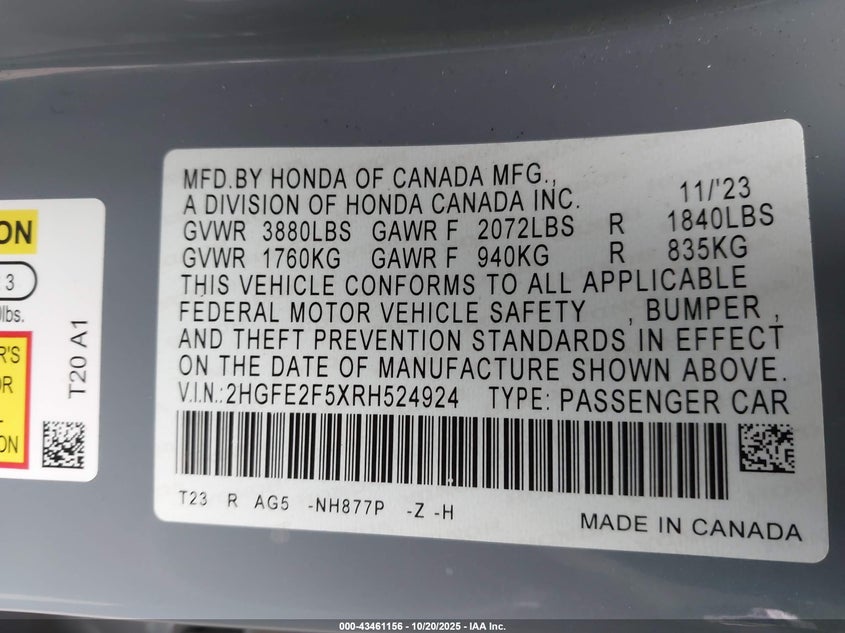 MFD.BY HONDA OF CANADA MFG.,
A DIVISION OF HONDA CANADA INC. 11/'23
GVWR 3880LBS GAWR F 2072LBS R 1840LBS
GVWR 1760KG GAWR F 940KG R 835KG
THIS VEHICLE CONFORMS TO ALL APPLICABLE
FEDERAL MOTOR VEHICLE SAFETY , BUMPER ,
AND THEFT PREVENTION STANDARDS IN EFFECT
ON THE DATE OF MANUFACTURE SHOWN ABOVE.
V.I.N.:2HGFE2F5XRH524924 TYPE: PASSENGER CAR
T23 R AG5 -NH877P -Z -H
MADE IN CANADA
3
lbs.
T20 A1
000-43461156 - 10/20/2025 - IAA Inc.